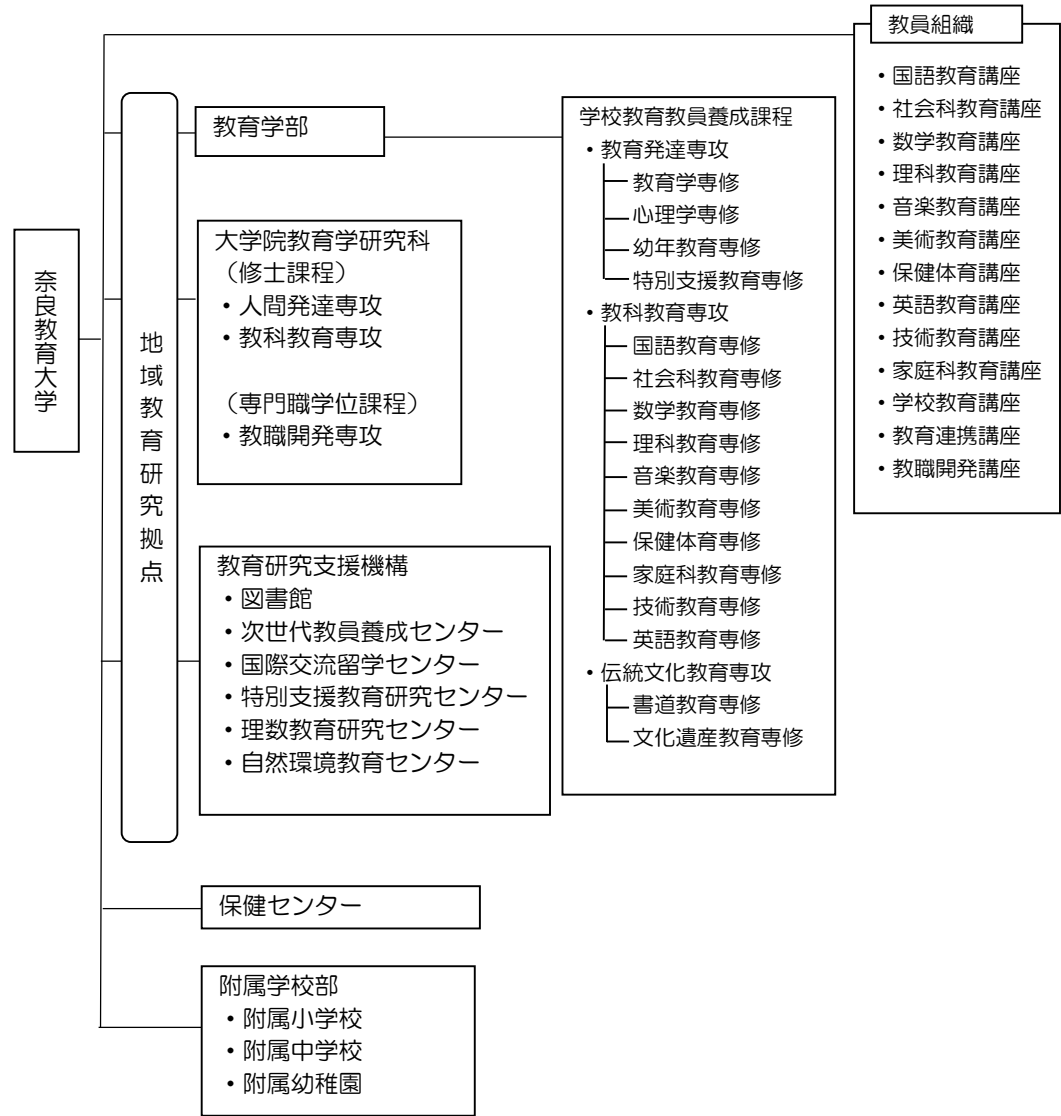 奈良教育大学
地域教育研究拠点
教育学部
大学院教育学研究科
（修士課程）
・人間発達専攻
・教科教育専攻
（専門職学位課程）
・教職開発専攻
教育研究支援機構
・図書館
・次世代教員養成センター
・国際交流留学センター
・特別支援教育研究センター
・理数教育研究センター
・自然環境教育センター
保健センター
附属学校部
・附属小学校
・附属中学校
・附属幼稚園
学校教育教員養成課程
・教育発達専攻
教育学専修
心理学専修
幼年教育専修
特別支援教育専修
・教科教育専攻
国語教育専修
社会科教育専修
数学教育専修
理科教育専修
音楽教育専修
美術教育専修
保健体育専修
家庭科教育専修
技術教育専修
英語教育専修
・伝統文化教育専攻
書道教育専修
文化遺産教育専修
教員組織
・国語教育講座
・社会科教育講座
・数学教育講座
・理科教育講座
・音楽教育講座
・美術教育講座
・保健体育講座
・英語教育講座
・技術教育講座
・家庭科教育講座
・学校教育講座
・教育連携講座
・教職開発講座